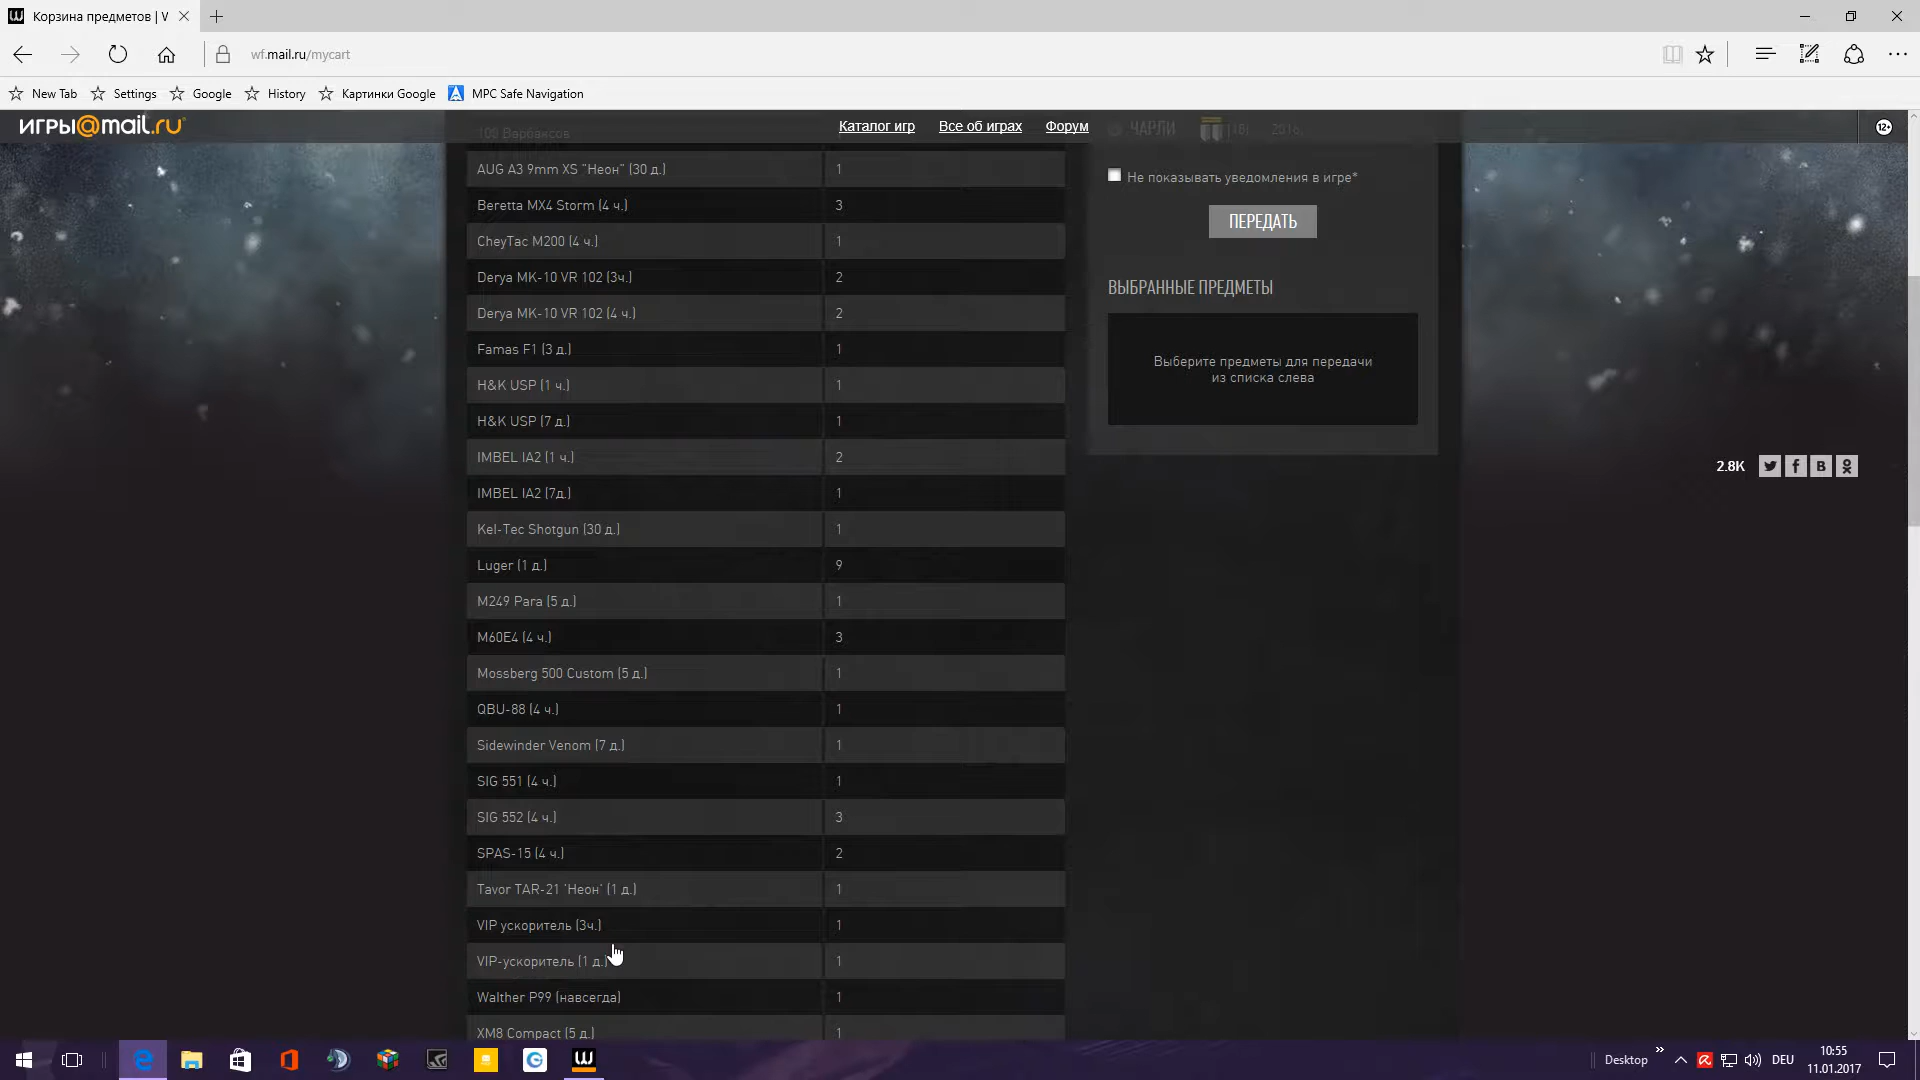 Корзина предметов | V
wf.mail.ru/mycart
New Tab
Settings
Google
History
Картинки Google
MPC Safe Navigation
ИГРЫ@mail.ru
100 Варбаксов
Каталог игр
Все об играх
Форум
ЧАРЛИ
12+
AUG A3 9mm XS "Неон" (30 д.) 1
Beretta MX4 Storm (4 ч.) 3
CheyTac M200 (4 ч.) 1
Derya MK-10 VR 102 (3ч.) 2
Derya MK-10 VR 102 (4 ч.) 2
Famas F1 (3 д.) 1
H&K USP (1 ч.) 1
H&K USP (7 д.) 1
IMBEL IA2 (1 ч.) 2
IMBEL IA2 (7д.) 1
Kel-Tec Shotgun (30 д.) 1
Luger (1 д.) 9
M249 Para (5 д.) 1
M60E4 (4 ч.) 3
Mossberg 500 Custom (5 д.) 1
QBU-88 (4 ч.) 1
Sidewinder Venom (7 д.) 1
SIG 551 (4 ч.) 1
SIG 552 (4 ч.) 3
SPAS-15 (4 ч.) 2
Tavor TAR-21 'Неон' (1 д.) 1
VIP ускоритель (3ч.) 1
VIP-ускоритель (1 д.) 1
Walther P99 (навсегда) 1
XM8 Compact (5 д.) 1
Не показывать уведомления в игре*
ПЕРЕДАТЬ
ВЫБРАННЫЕ ПРЕДМЕТЫ
Выберите предметы для передачи
из списка слева
2.8K
Desktop
DEU
10:55
11.01.2017